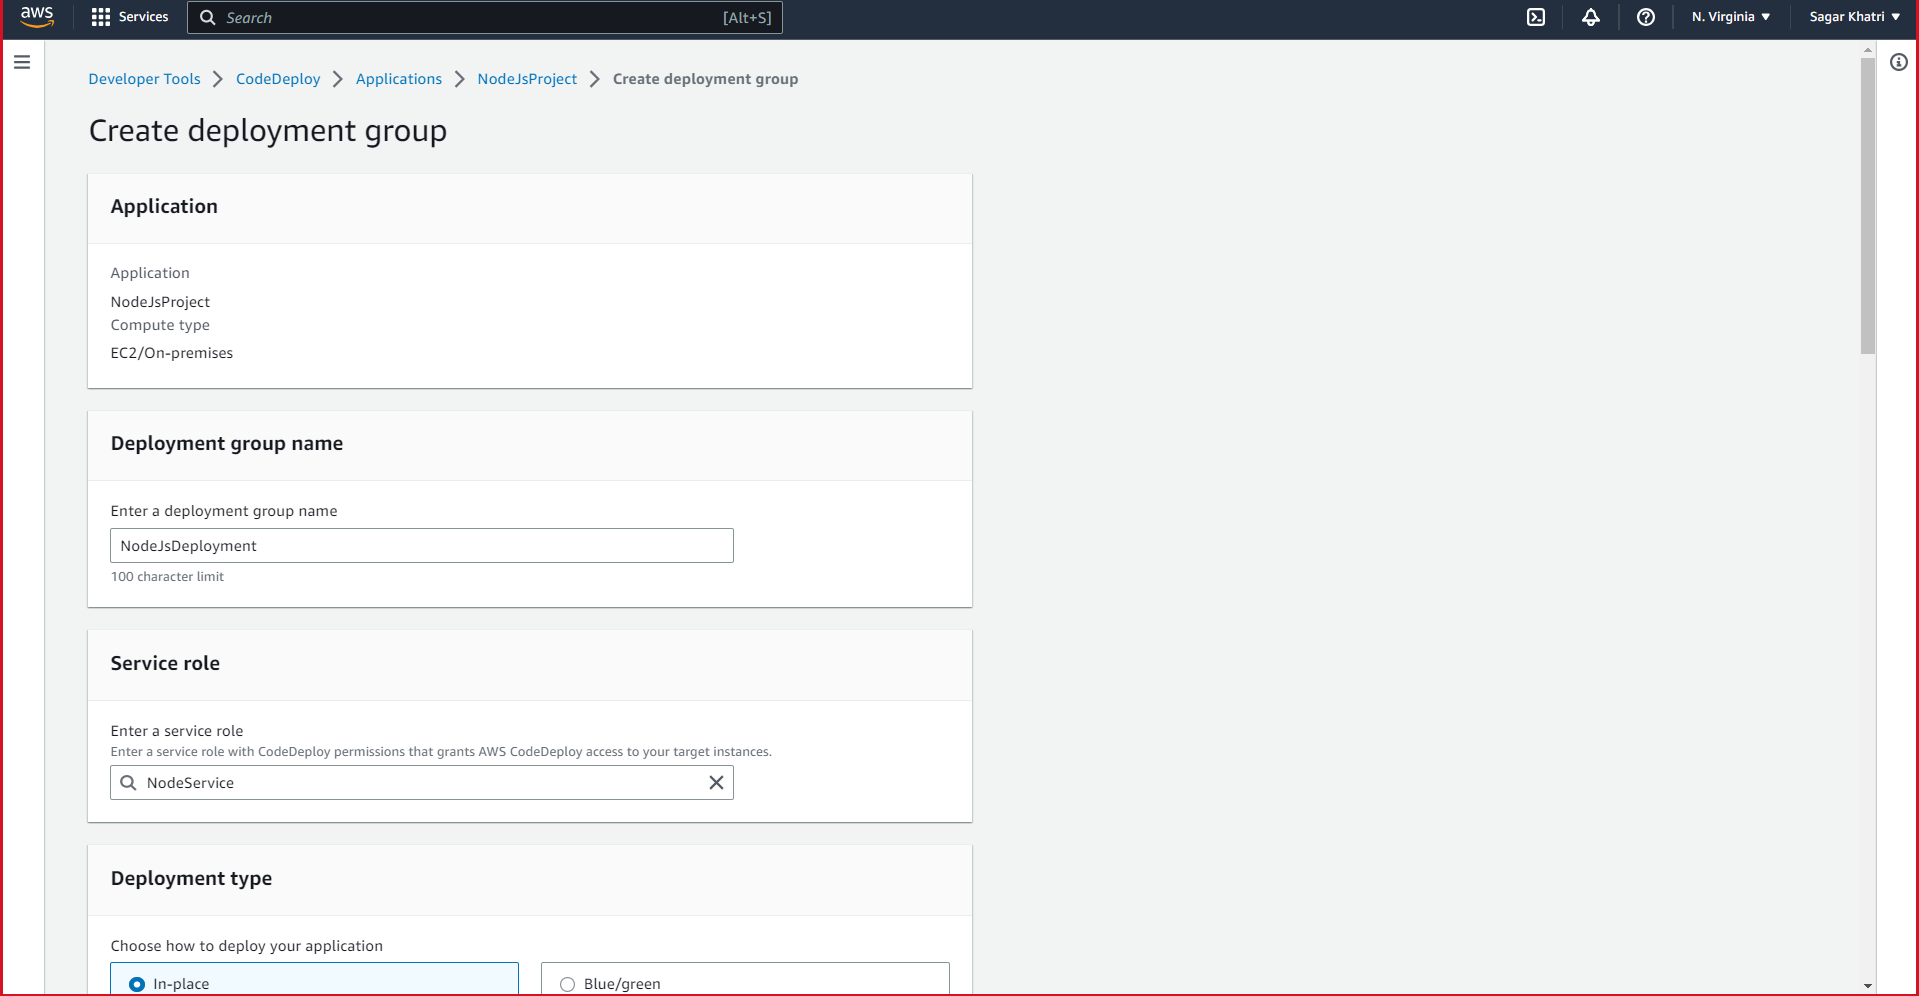 aws Services Search [Alt+S] N. Virginia Sagar Khatri
Developer Tools CodeDeploy Applications NodeJsProject Create deployment group
Create deployment group
Application
Application
NodeJsProject
Compute type
EC2/On-premises
Deployment group name
Enter a deployment group name
NodeJsDeployment
100 character limit
Service role
Enter a service role
Enter a service role with CodeDeploy permissions that grants AWS CodeDeploy access to your target instances.
NodeService
Deployment type
Choose how to deploy your application
In-place Blue/green